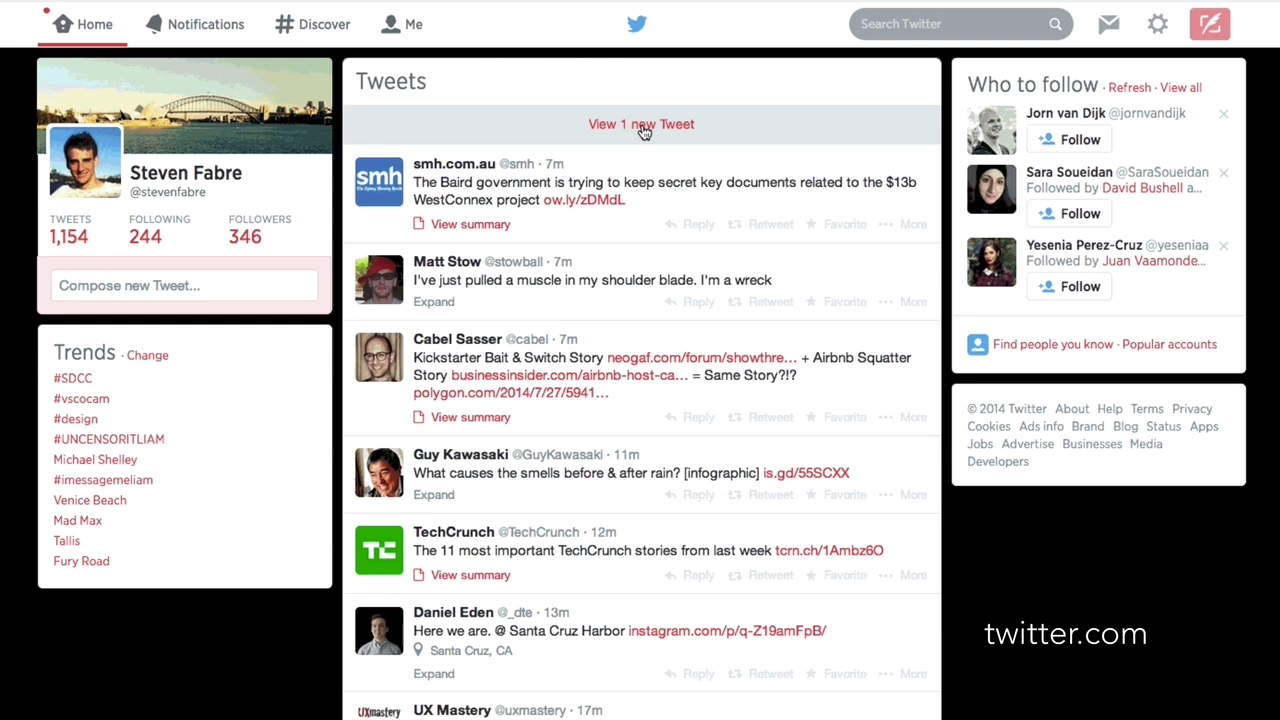 Home
Notifications
Discover
Me
Search Twitter
Steven Fabre
@stevenfabre
TWEETS FOLLOWING FOLLOWERS
1,154 244 346
Compose new Tweet...
Trends · Change
#SDCC
#vscocam
#design
#UNCENSORITLIAM
Michael Shelley
#imessagemeliam
Venice Beach
Mad Max
Tallis
Fury Road
Tweets
View 1 new Tweet
smh
smh.com.au @smh · 7m
The Baird government is trying to keep secret key documents related to the $13b
WestConnex project ow.ly/zDMdL
View summary Reply Retweet Favorite More
Matt Stow @stowball · 7m
I've just pulled a muscle in my shoulder blade. I'm a wreck
Expand Reply Retweet Favorite More
Cabel Sasser @cabel · 7m
Kickstarter Bait & Switch Story neogaf.com/forum/showthre... + Airbnb Squatter
Story businessinsider.com/airbnb-host-ca... = Same Story?!?
polygon.com/2014/7/27/5941...
View summary Reply Retweet Favorite More
Guy Kawasaki @GuyKawasaki · 11m
What causes the smells before & after rain? [infographic] is.gd/55SCXX
Expand Reply Retweet Favorite More
TC
TechCrunch @TechCrunch · 12m
The 11 most important TechCrunch stories from last week tcrn.ch/1Ambz6O
View summary Reply Retweet Favorite More
Daniel Eden @_dte · 13m
Here we are. @ Santa Cruz Harbor instagram.com/p/q-Z19amFpB/
Santa Cruz, CA
Expand Reply Retweet Favorite More
UXmastery
UX Mastery @uxmastery · 17m
Who to follow · Refresh · View all
Jorn van Dijk @jornvandijk
Follow
Sara Soueidan @SaraSoueidan
Followed by David Bushell a...
Follow
Yesenia Perez-Cruz @yeseniaa
Followed by Juan Vaamonde...
Follow
Find people you know · Popular accounts
© 2014 Twitter About Help Terms Privacy
Cookies Ads info Brand Blog Status Apps
Jobs Advertise Businesses Media
Developers
twitter.com